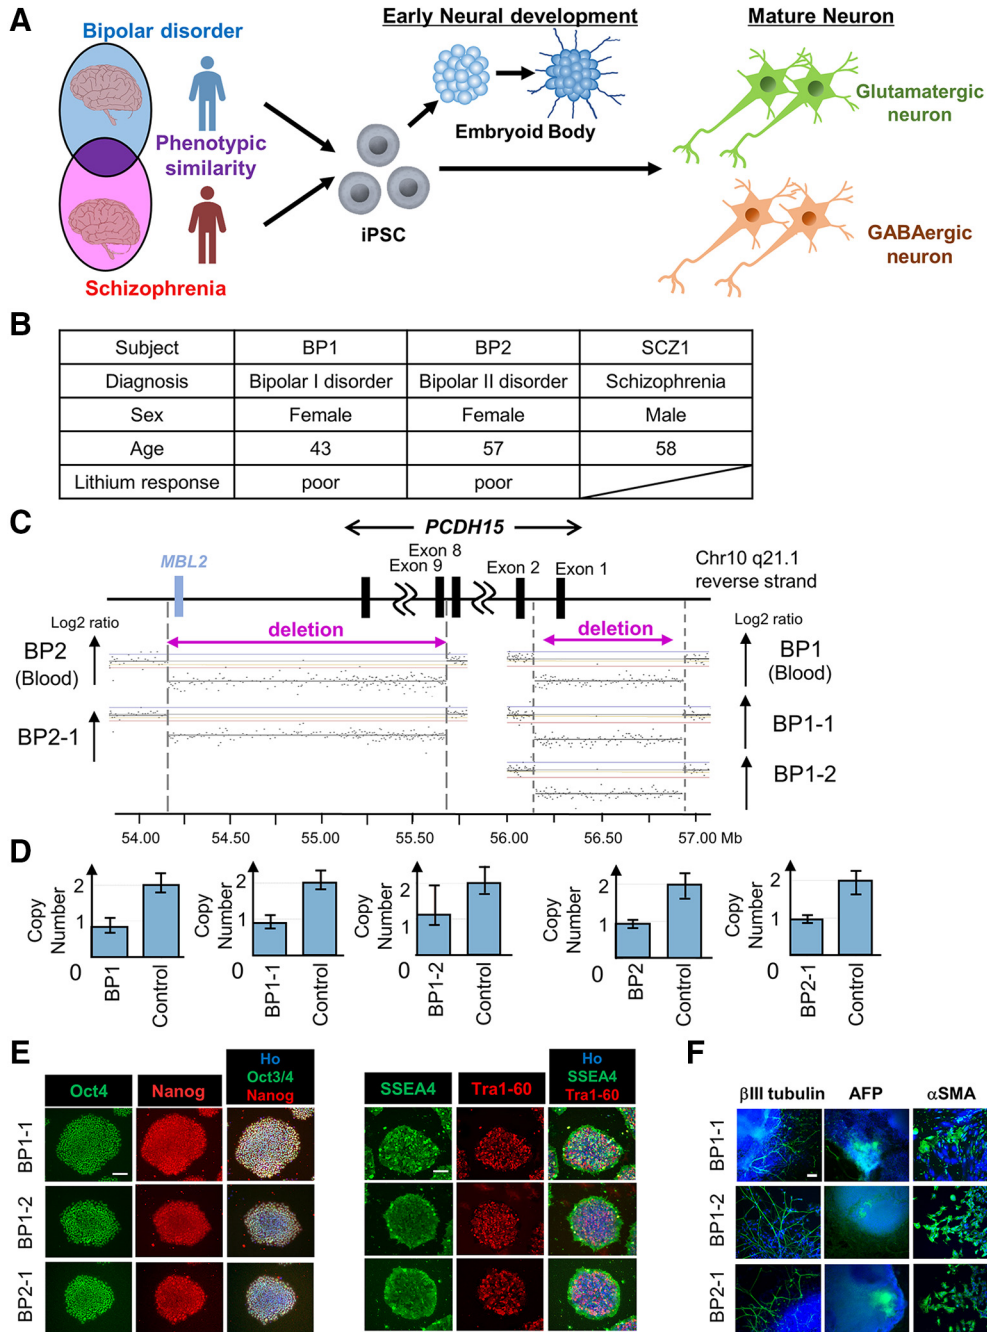 A
Bipolar disorder
Phenotypic
similarity
Schizophrenia
iPSC
Early Neural development
Embryoid Body
Mature Neuron
Glutamatergic
neuron
GABAergic
neuron
B
Subject BP1 BP2 SCZ1
Diagnosis Bipolar I disorder Bipolar II disorder Schizophrenia
Sex Female Female Male
Age 43 57 58
Lithium response poor poor
C
PCDH15
MBL2
Exon 8
Exon 9
Exon 2
Exon 1
Chr10 q21.1
reverse strand
Log2 ratio
deletion
deletion
Log2 ratio
BP2
(Blood)
BP1
(Blood)
BP2-1
BP1-1
BP1-2
54.00 54.50 55.00 55.50 56.00 56.50 57.00 Mb
D
Copy
Number
2
1
0
BP1
Control
Copy
Number
2
1
0
BP1-1
Control
Copy
Number
2
1
0
BP1-2
Control
Copy
Number
2
1
0
BP2
Control
Copy
Number
2
1
0
BP2-1
Control
E
Oct4
Nanog
Ho
Oct3/4
Nanog
SSEA4
Tra1-60
Ho
SSEA4
Tra1-60
BP1-1
BP1-2
BP2-1
F
βIII tubulin
AFP
αSMA
BP1-1
BP1-2
BP2-1